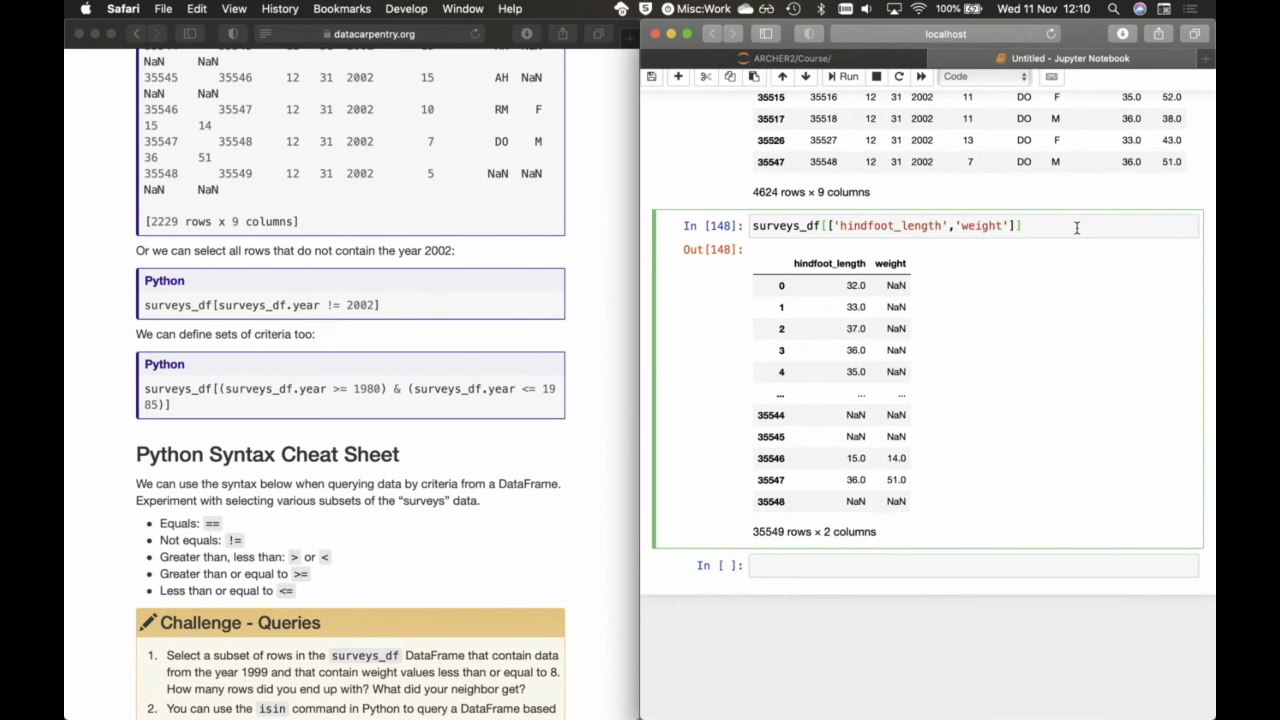 Safari File Edit View History Bookmarks Develop Window Help Misc:Work 100% Wed 11 Nov 12:10
datacarpentry.org
NaN NaN
35545 35546 12 31 2002 15 AH NaN
NaN NaN
35546 35547 12 31 2002 10 RM F
15 14
35547 35548 12 31 2002 7 DO M
36 51
35548 35549 12 31 2002 5 NaN NaN
NaN NaN
[2229 rows x 9 columns]
Or we can select all rows that do not contain the year 2002:
Python
surveys_df[surveys_df.year != 2002]
We can define sets of criteria too:
Python
surveys_df[(surveys_df.year >= 1980) & (surveys_df.year <= 19
85)]
Python Syntax Cheat Sheet
We can use the syntax below when querying data by criteria from a DataFrame.
Experiment with selecting various subsets of the “surveys” data.
• Equals: ==
• Not equals: !=
• Greater than, less than: > or <
• Greater than or equal to >=
• Less than or equal to <=
Challenge - Queries
1. Select a subset of rows in the surveys_df DataFrame that contain data
from the year 1999 and that contain weight values less than or equal to 8.
How many rows did you end up with? What did your neighbor get?
2. You can use the isin command in Python to query a DataFrame based
localhost
ARCHER2/Course/
Untitled - Jupyter Notebook
Run Code
35515 35516 12 31 2002 11 DO F 35.0 52.0
35517 35518 12 31 2002 11 DO M 36.0 38.0
35526 35527 12 31 2002 13 DO F 33.0 43.0
35547 35548 12 31 2002 7 DO M 36.0 51.0
4624 rows × 9 columns
In [148]: surveys_df[['hindfoot_length','weight']]
Out[148]:
hindfoot_length weight
0 32.0 NaN
1 33.0 NaN
2 37.0 NaN
3 36.0 NaN
4 35.0 NaN
... ... ...
35544 NaN NaN
35545 NaN NaN
35546 15.0 14.0
35547 36.0 51.0
35548 NaN NaN
35549 rows × 2 columns
In [ ]: